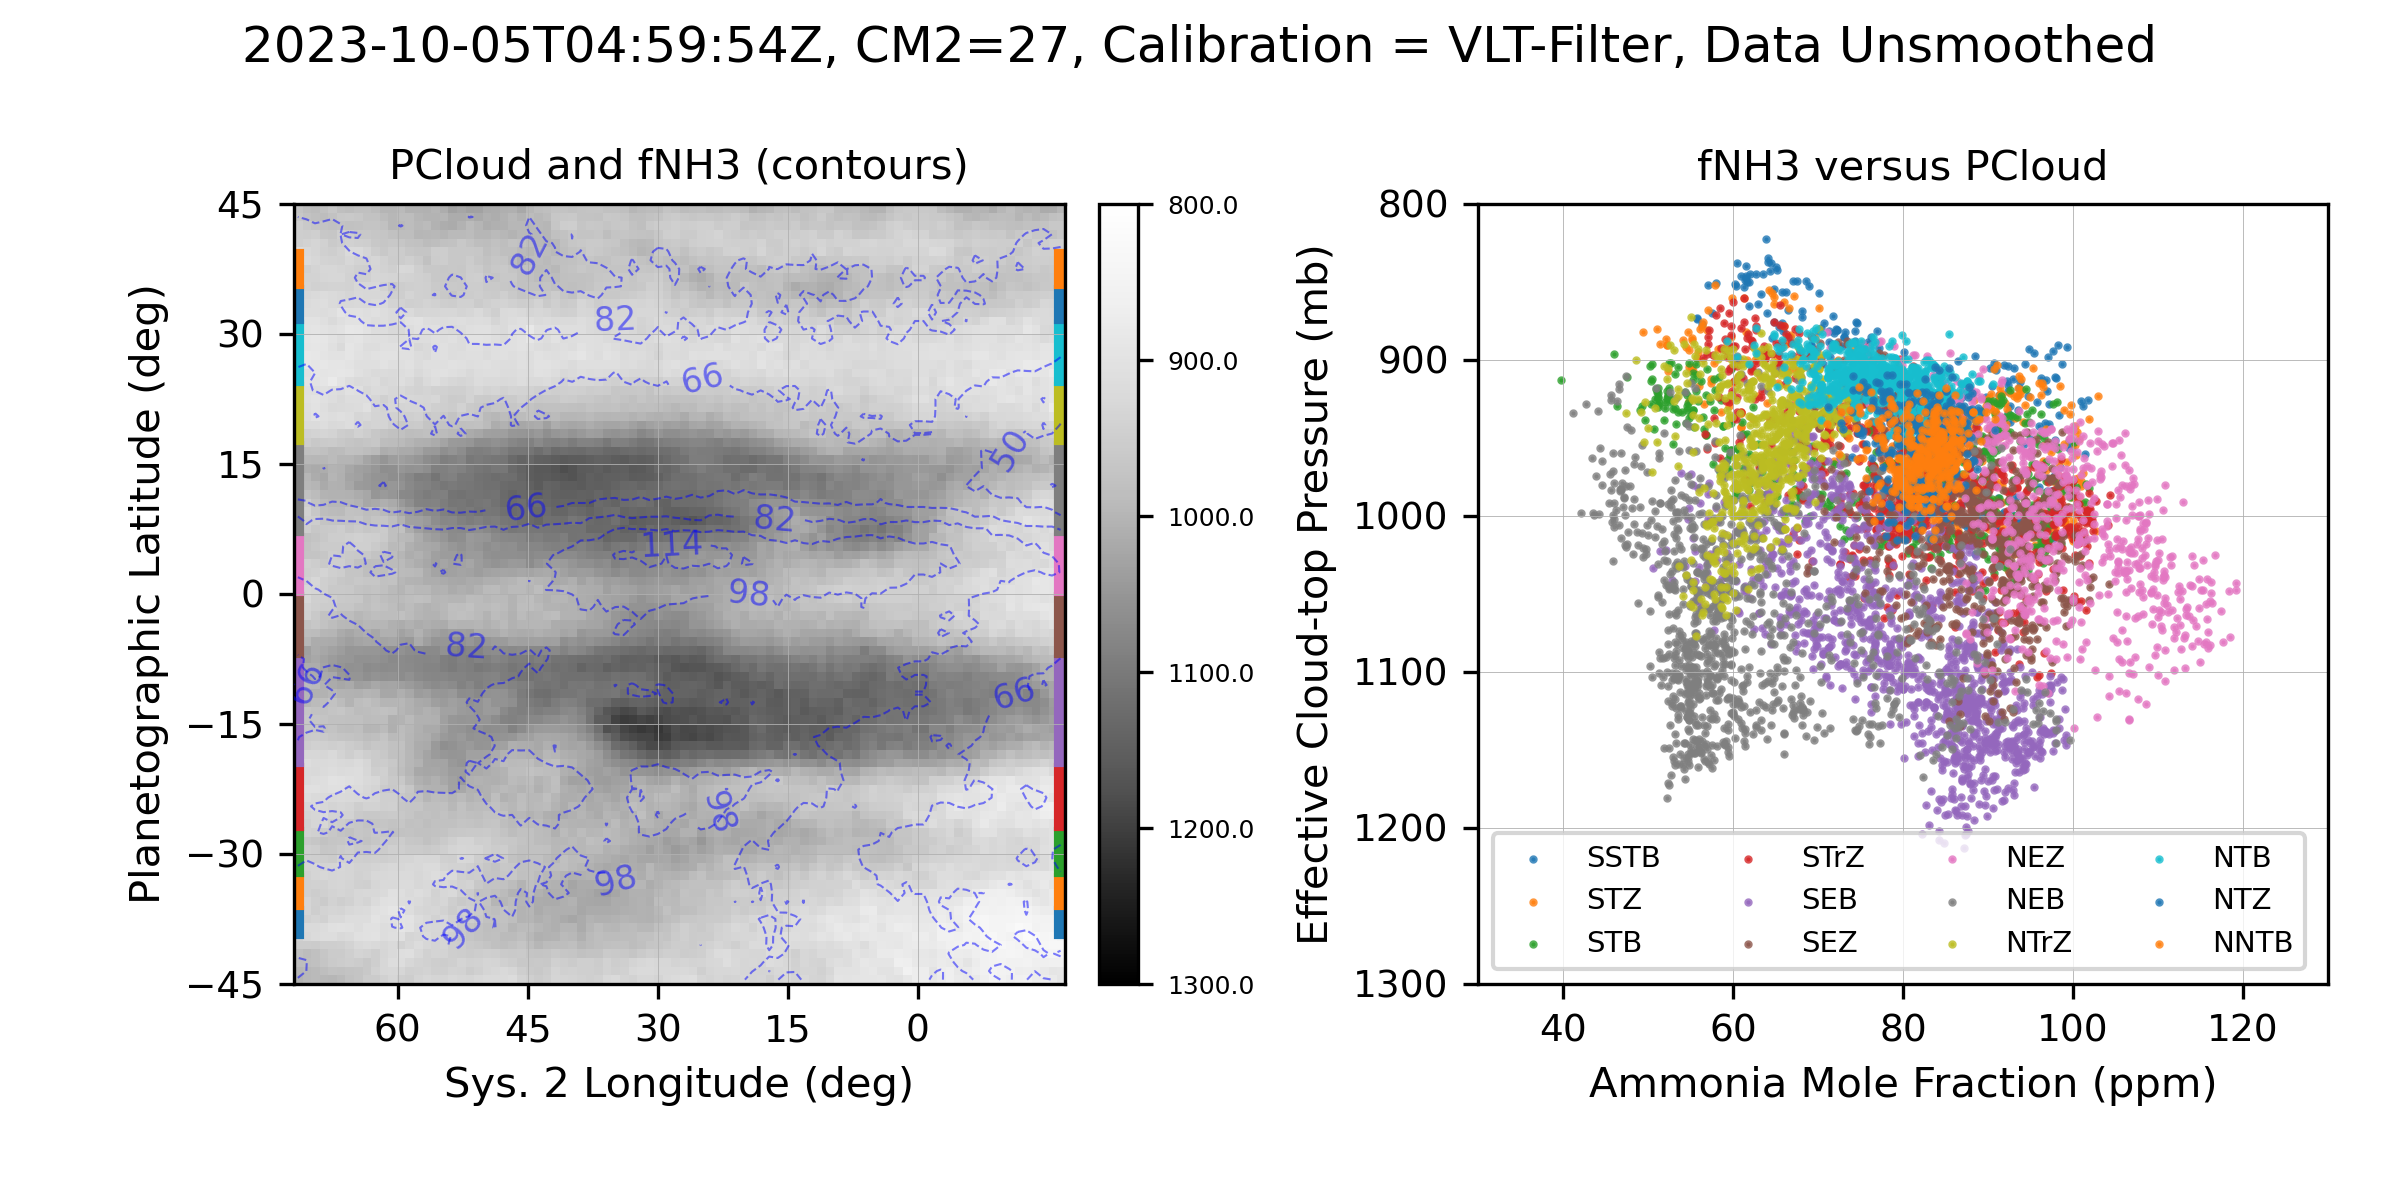 2023-10-05T04:59:54Z, CM2=27, Calibration = VLT-Filter, Data Unsmoothed
PCloud and fNH3 (contours)
Planetographic Latitude (deg)
45
30
15
0
−15
−30
−45
60
45
30
15
0
Sys. 2 Longitude (deg)
82
82
66
50
66
82
114
98
82
66
66
98
98
98
800.0
900.0
1000.0
1100.0
1200.0
1300.0
fNH3 versus PCloud
Effective Cloud-top Pressure (mb)
800
900
1000
1100
1200
1300
SSTB
STrZ
NEZ
NTB
STZ
SEB
NEB
NTZ
STB
SEZ
NTrZ
NNTB
40
60
80
100
120
Ammonia Mole Fraction (ppm)